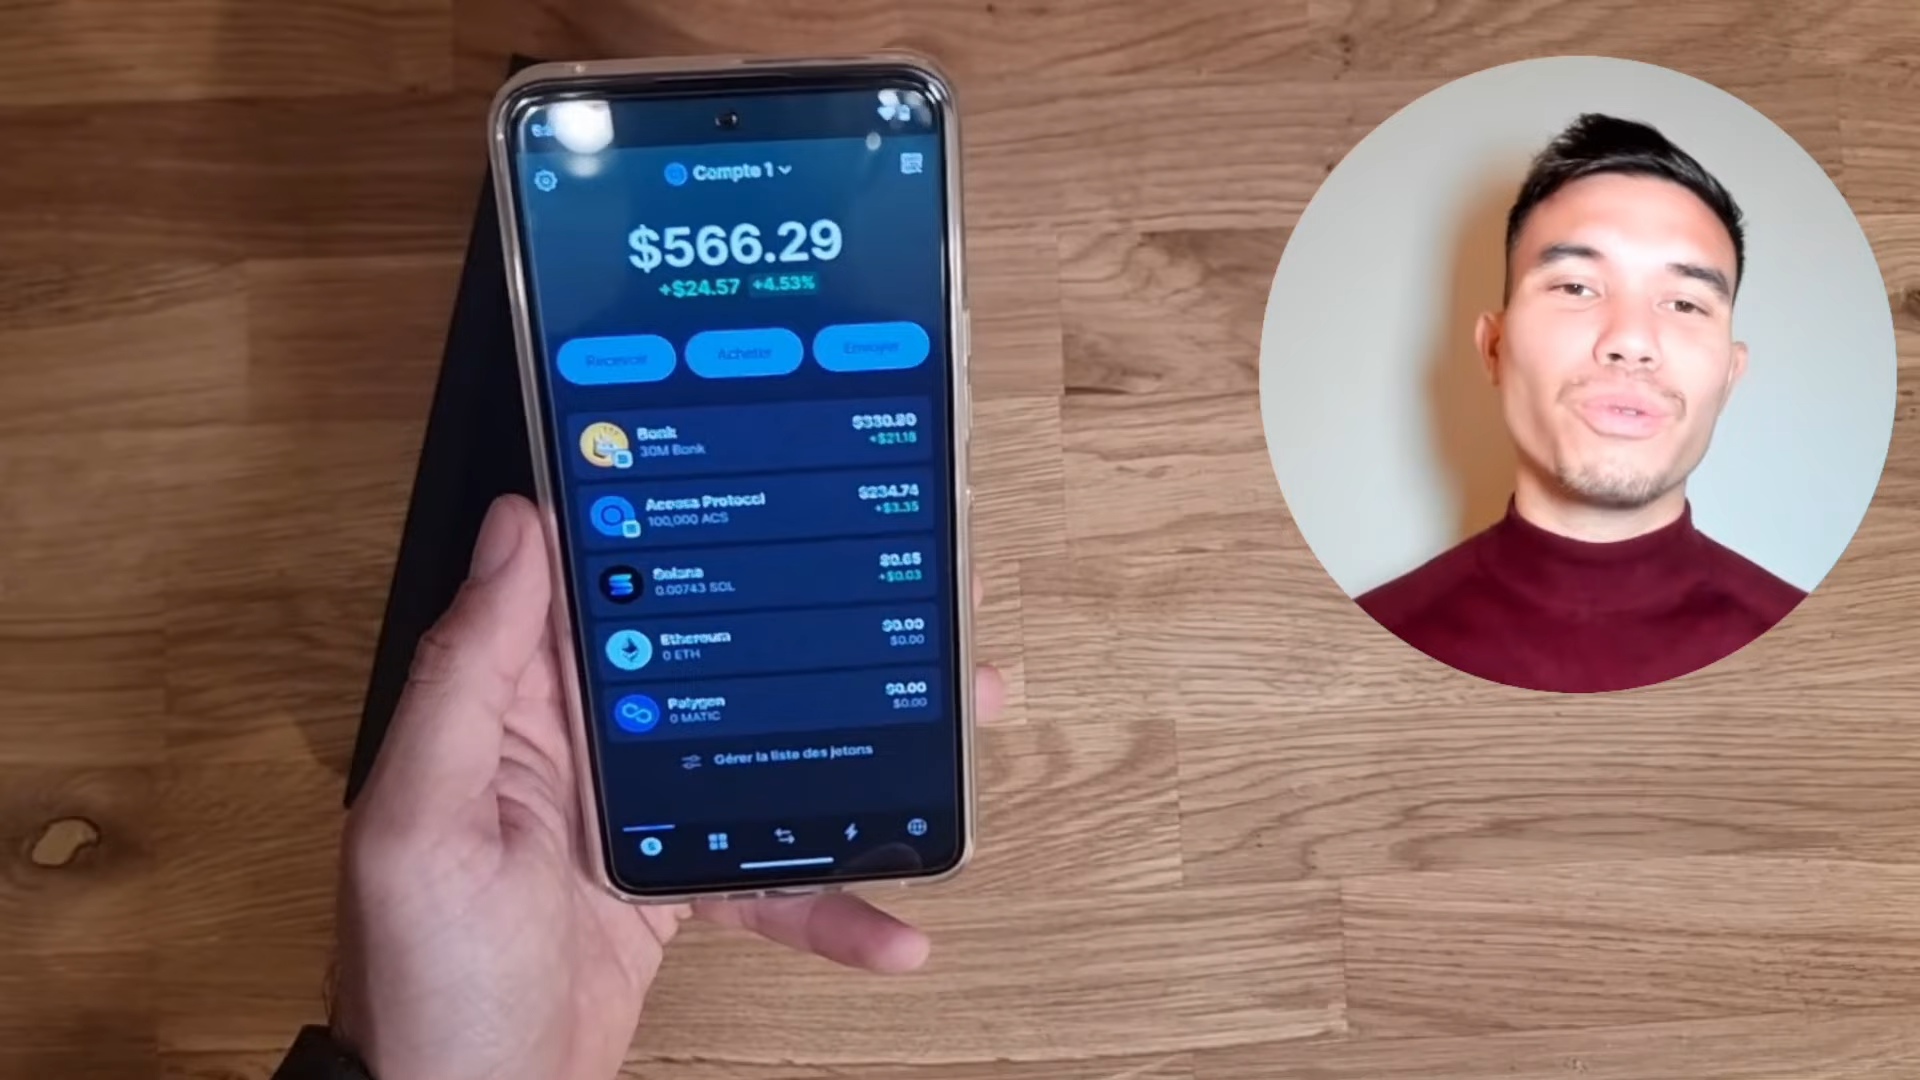 Compte 1
$566.29
+$24.57 +4.53%
Recevoir Acheter Envoyer
Bonk $330.90
30M Bonk +$21.18
Access Protocol $234.74
100,000 ACS +$3.35
Solana $0.65
0.00743 SOL +$0.03
Ethereum $0.00
0 ETH $0.00
Polygon $0.00
0 MATIC $0.00
Gérer la liste des jetons